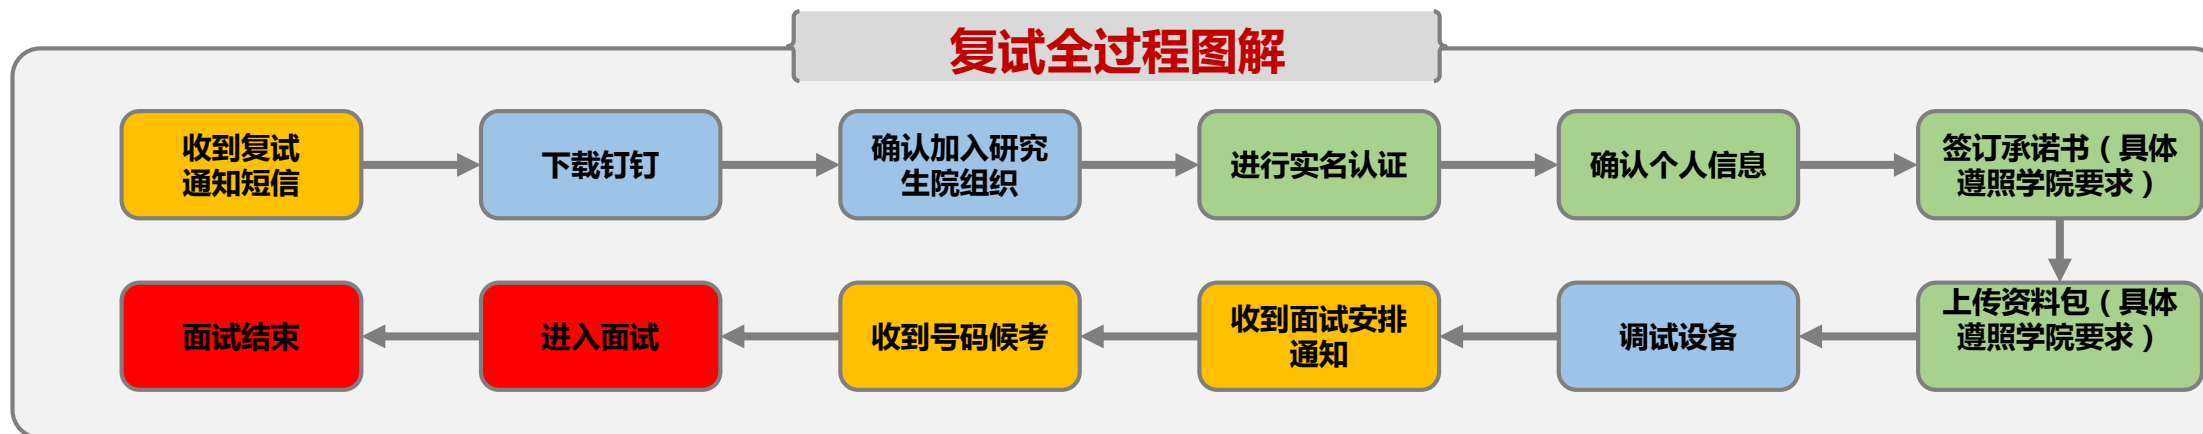 复试全过程图解
收到复试
通知短信
下载钉钉
确认加入研究
生院组织
进行实名认证
确认个人信息
签订承诺书（具体
遵照学院要求）
上传资料包（具体
遵照学院要求）
调试设备
收到面试安排
通知
收到号码候考
进入面试
面试结束